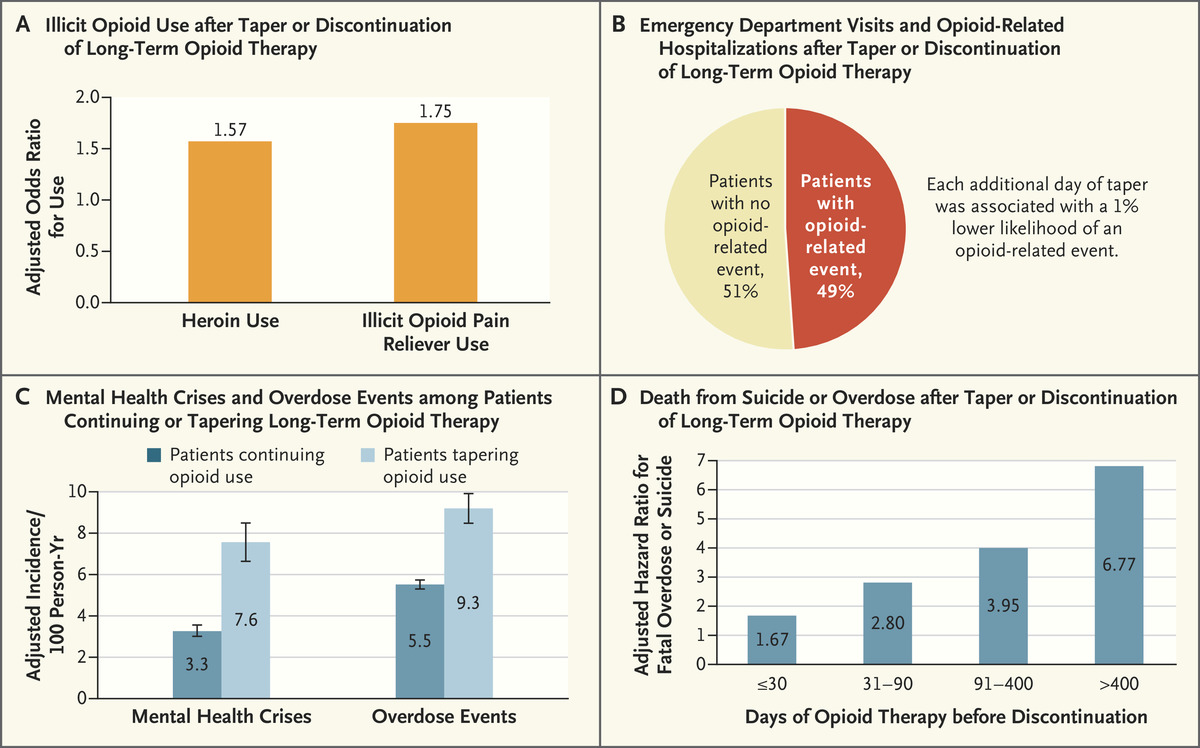 A Illicit Opioid Use after Taper or Discontinuation
of Long-Term Opioid Therapy
Adjusted Odds Ratio
for Use
2.0
1.5
1.0
0.5
0.0
1.57
1.75
Heroin Use
Illicit Opioid Pain
Reliever Use
B Emergency Department Visits and Opioid-Related
Hospitalizations after Taper or Discontinuation
of Long-Term Opioid Therapy
Patients
with no
opioid-
related
event,
51%
Patients
with
opioid-
related
event,
49%
Each additional day of taper
was associated with a 1%
lower likelihood of an
opioid-related event.
C Mental Health Crises and Overdose Events among Patients
Continuing or Tapering Long-Term Opioid Therapy
Patients continuing
opioid use
Patients tapering
opioid use
Adjusted Incidence/
100 Person-Yr
10
8
6
4
2
0
3.3
7.6
5.5
9.3
Mental Health Crises
Overdose Events
D Death from Suicide or Overdose after Taper or Discontinuation
of Long-Term Opioid Therapy
Adjusted Hazard Ratio for
Fatal Overdose or Suicide
7
6
5
4
3
2
1
0
1.67
2.80
3.95
6.77
≤30
31–90
91–400
>400
Days of Opioid Therapy before Discontinuation